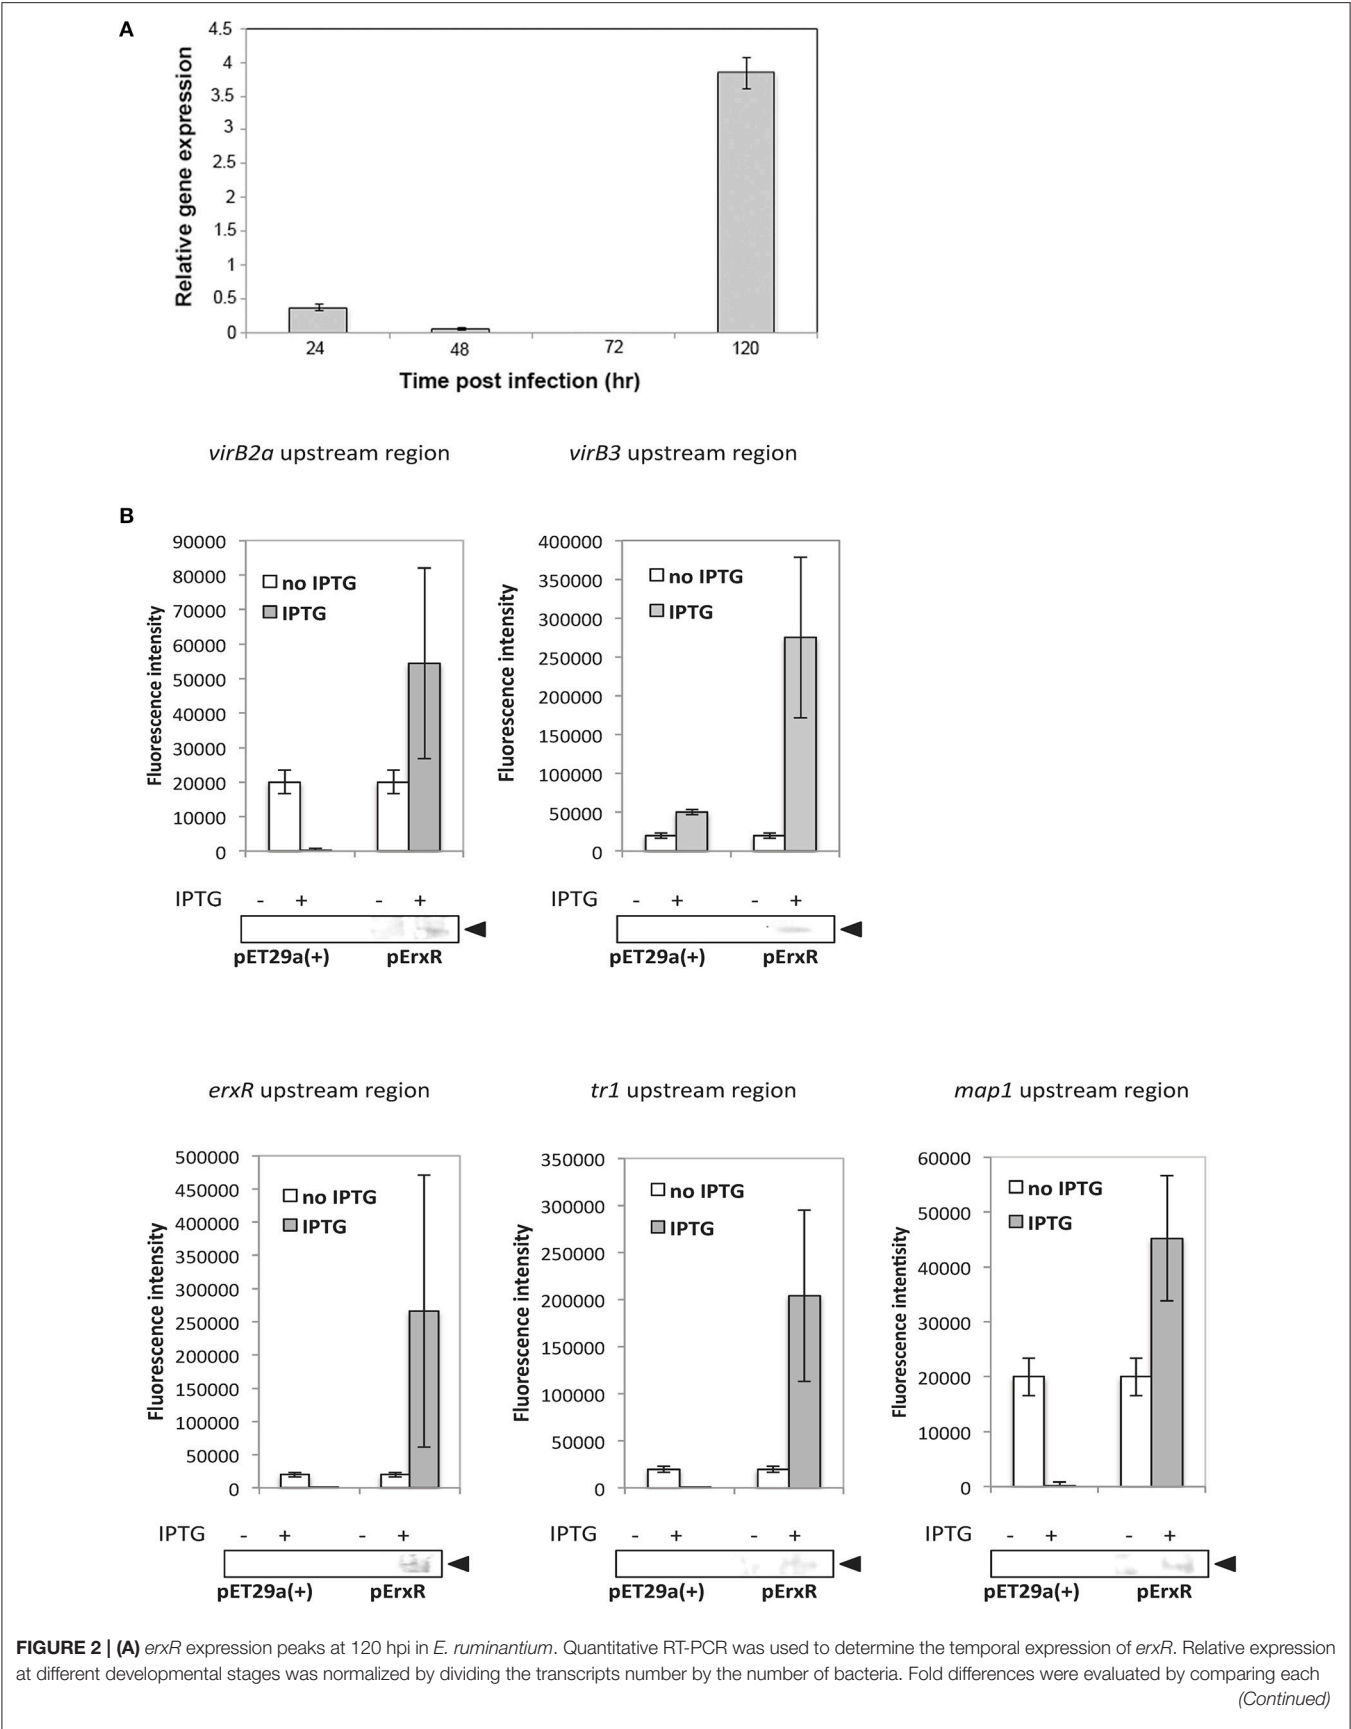 A
4.5
4
3.5
3
2.5
2
1.5
1
0.5
0
Relative gene expression
24 48 72 120
Time post infection (hr)
virB2a upstream region virB3 upstream region
B
90000
80000
70000
60000
50000
40000
30000
20000
10000
0
Fluorescence intensity
no IPTG
IPTG
IPTG - + - +
pET29a(+) pErxR
400000
350000
300000
250000
200000
150000
100000
50000
0
Fluorescence intensity
no IPTG
IPTG
- + - +
pET29a(+) pErxR
erxR upstream region tr1 upstream region map1 upstream region
500000
450000
400000
350000
300000
250000
200000
150000
100000
50000
0
Fluorescence intensity
no IPTG
IPTG
IPTG - + - +
pET29a(+) pErxR
350000
300000
250000
200000
150000
100000
50000
0
Fluorescence intensity
no IPTG
IPTG
- + - +
pET29a(+) pErxR
60000
50000
40000
30000
20000
10000
0
Fluorescence intentisity
no IPTG
IPTG
IPTG - + - +
pET29a(+) pErxR
FIGURE 2 | (A) erxR expression peaks at 120 hpi in E. ruminantium. Quantitative RT-PCR was used to determine the temporal expression of erxR. Relative expression
at different developmental stages was normalized by dividing the transcripts number by the number of bacteria. Fold differences were evaluated by comparing each
(Continued)